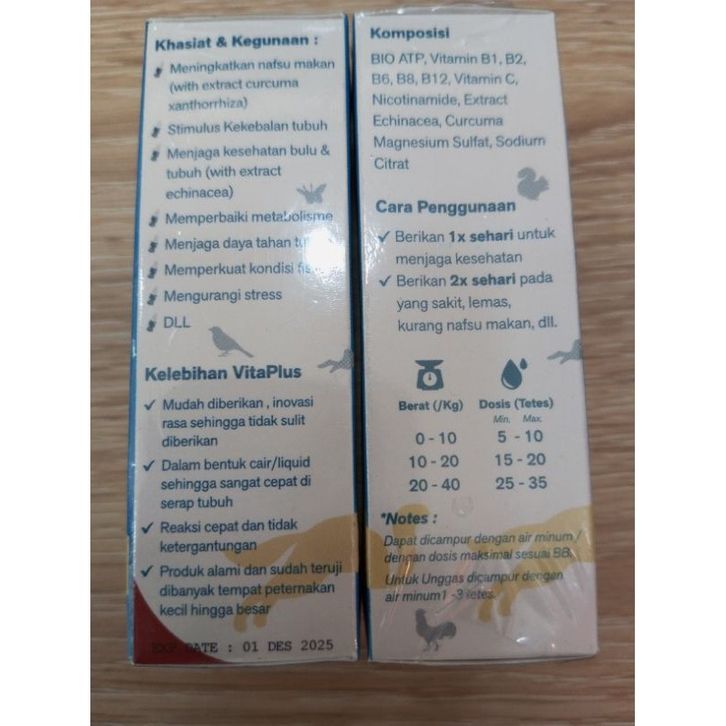 Khasiat & Kegunaan :
Meningkatkan nafsu makan
(with extract curcuma
xanthorrhiza)
Stimulus Kekebalan tubuh
Menjaga kesehatan bulu &
tubuh (with extract
echinacea)
Memperbaiki metabolisme
Menjaga daya tahan
Memperkuat kondisi
Mengurangi stress
DLL
Kelebihan VitaPlus
Mudah diberikan , inovasi
rasa sehingga tidak sulit
diberikan
Dalam bentuk cair/liquid
sehingga sangat cepat di
serap tubuh
Reaksi cepat dan tidak
ketergantungan
Produk alami dan sudah teruji
dibanyak tempat peternakan
kecil hingga besar
EXP DATE : 01 DES 2025
Komposisi
BIO ATP, Vitamin B1, B2,
B6, B8, B12, Vitamin C,
Nicotinamide, Extract
Echinacea, Curcuma
Magnesium Sulfat, Sodium
Citrat
Cara Penggunaan
Berikan 1x sehari untuk
menjaga kesehatan
Berikan 2x sehari pada
yang sakit, lemas,
kurang nafsu makan, dll.
Berat (/Kg) Dosis (Tetes)
Min. Max.
0 - 10 5 - 10
10 - 20 15 - 20
20 - 40 25 - 35
*Notes :
Dapat dicampur dengan air minum /
dengan dosis maksimal sesuai BB.
Untuk Unggas dicampur dengan
air minum 1 -3 tetes.